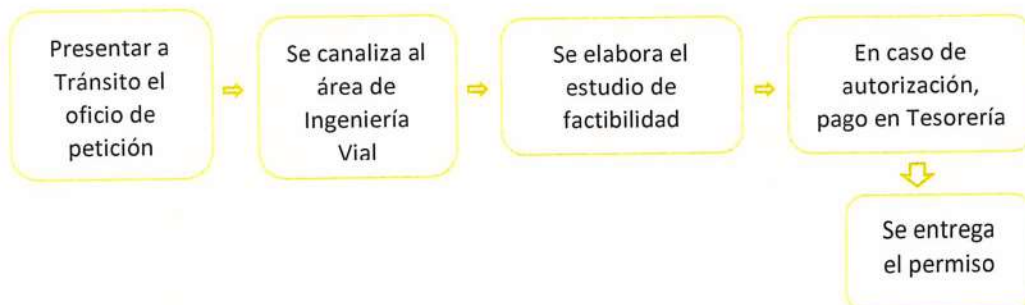 Presentar a
Tránsito el
oficio de
petición
Se canaliza al
área de
Ingeniería
Vial
Se elabora el
estudio de
factibilidad
En caso de
autorización,
pago en Tesorería
Se entrega
el permiso